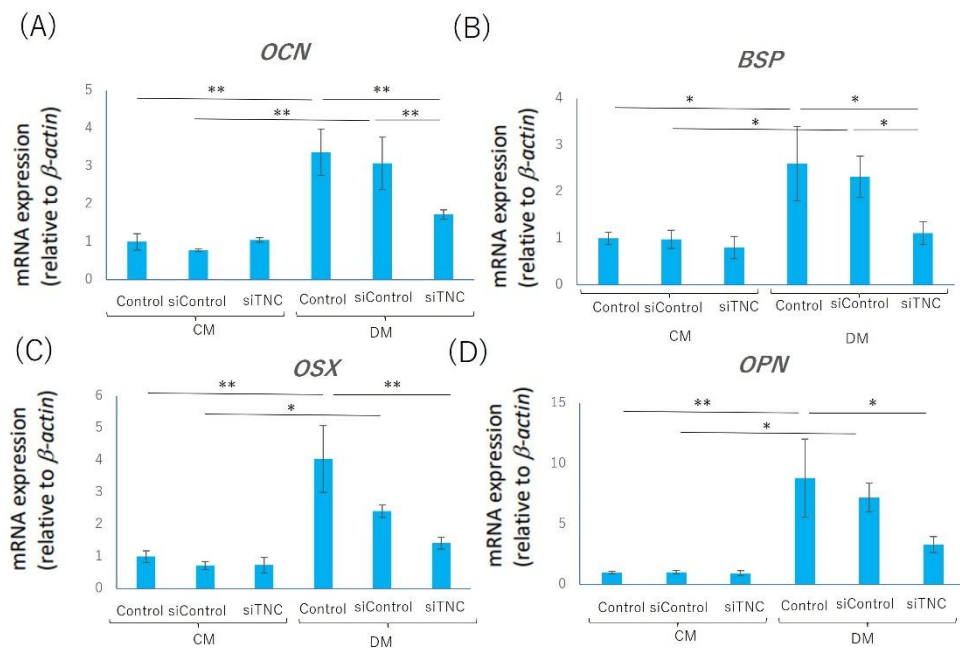 (A)
OCN
mRNA expression
(relative to β-actin)
5
4
3
2
1
0
**
**
**
**
Control siControl siTNC Control siControl siTNC
CM DM
(B)
BSP
mRNA expression
(relative to β-actin)
4
3
2
1
0
*
*
*
*
Control siControl siTNC Control siControl siTNC
CM DM
(C)
OSX
mRNA expression
(relative to β-actin)
6
5
4
3
2
1
0
**
**
*
Control siControl siTNC Control siControl siTNC
CM DM
(D)
OPN
mRNA expression
(relative to β-actin)
15
10
5
0
**
*
*
Control siControl siTNC Control siControl siTNC
CM DM